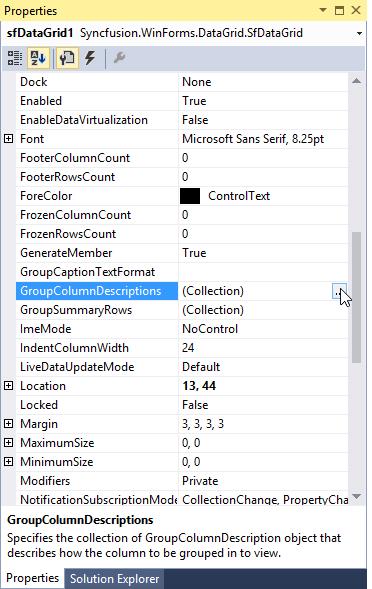 Properties
sfDataGrid1 Syncfusion.WinForms.DataGrid.SfDataGrid
Dock None
Enabled True
EnableDataVirtualization False
Font Microsoft Sans Serif, 8.25pt
FooterColumnCount 0
FooterRowsCount 0
ForeColor ControlText
FrozenColumnCount 0
FrozenRowsCount 0
GenerateMember True
GroupCaptionTextFormat
GroupColumnDescriptions (Collection)
GroupSummaryRows (Collection)
ImeMode NoControl
IndentColumnWidth 24
LiveDataUpdateMode Default
Location 13, 44
Locked False
Margin 3, 3, 3, 3
MaximumSize 0, 0
MinimumSize 0, 0
Modifiers Private
NotificationSubscriptionMode CollectionChange, PropertyCha
GroupColumnDescriptions
Specifies the collection of GroupColumnDescription object that
describes how the column to be grouped in to view.
Properties Solution Explorer